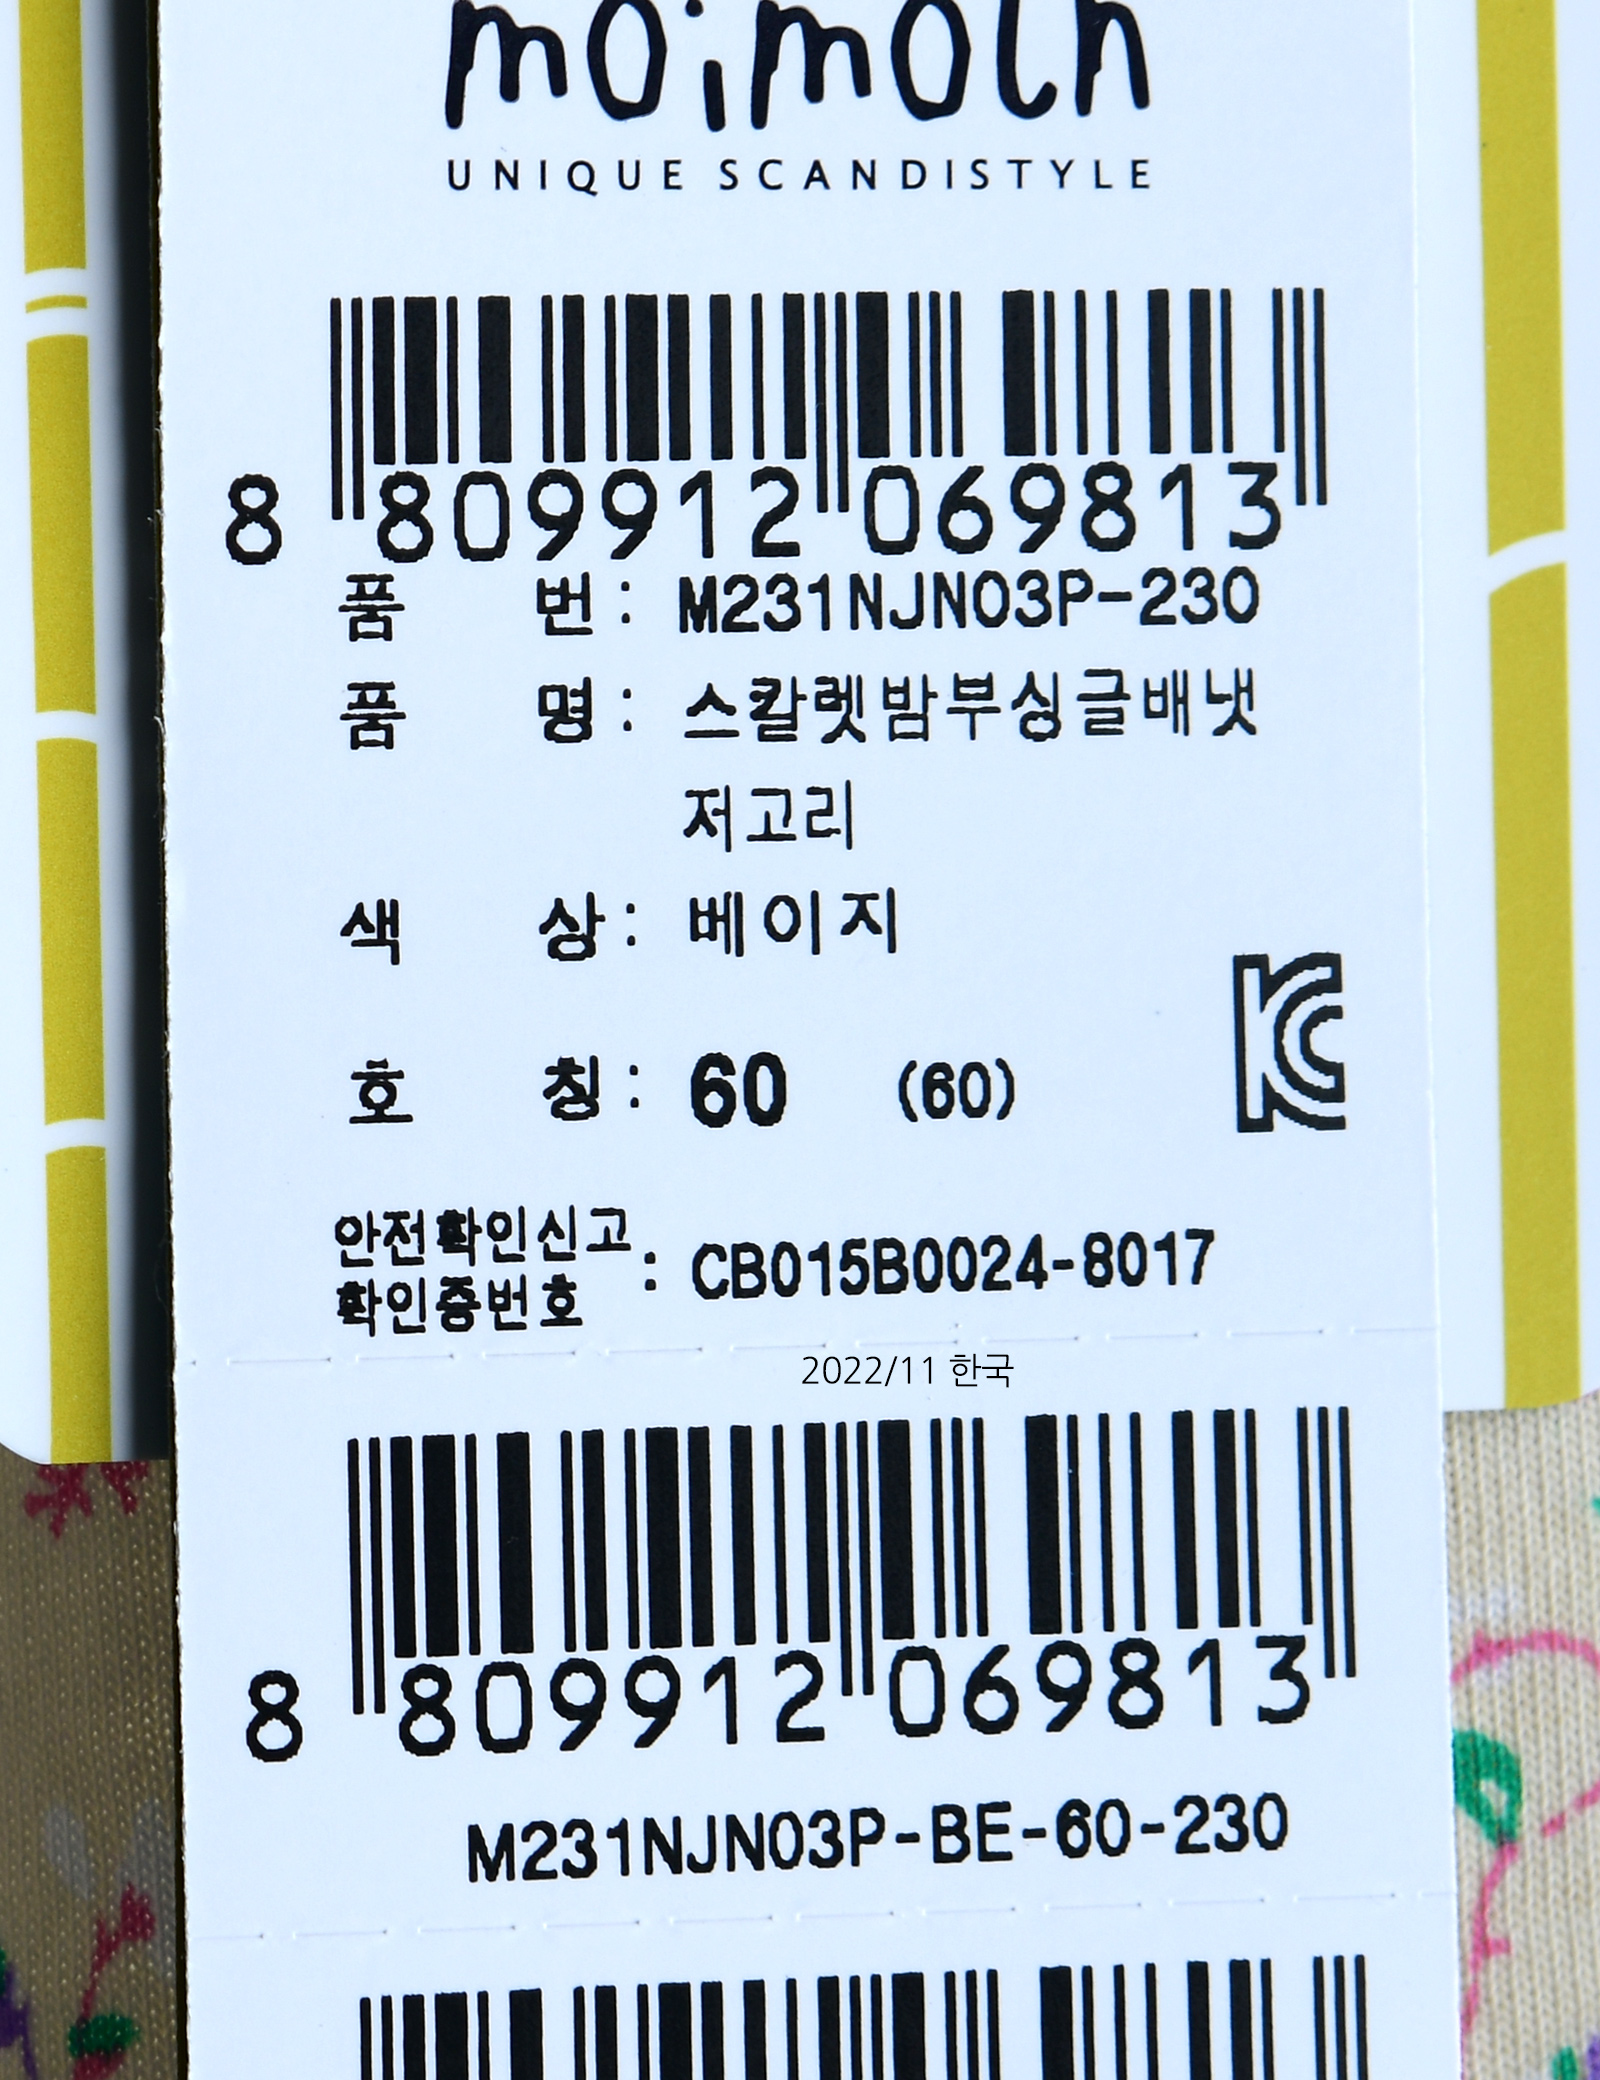 moimoln
UNIQUE SCANDISTYLE
8 809912 069813
품 번 : M231NJN03P-230
품 명 : 스칼렛밤부싱글배냇
저고리
색 상 : 베이지
호 칭 : 60 (60)
안전확인신고
확인증번호 : CB015B0024-8017
2022/11 한국
8 809912 069813
M231NJN03P-BE-60-230